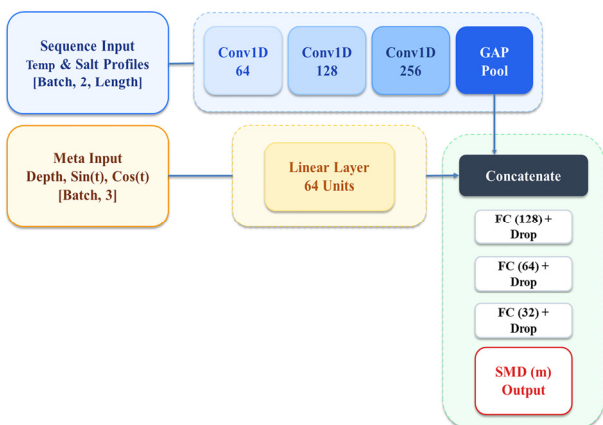 Sequence Input
Temp & Salt Profiles
[Batch, 2, Length]
Conv1D
64
Conv1D
128
Conv1D
256
GAP
Pool
Meta Input
Depth, Sin(t), Cos(t)
[Batch, 3]
Linear Layer
64 Units
Concatenate
FC (128) +
Drop
FC (64) +
Drop
FC (32) +
Drop
SMD (m)
Output